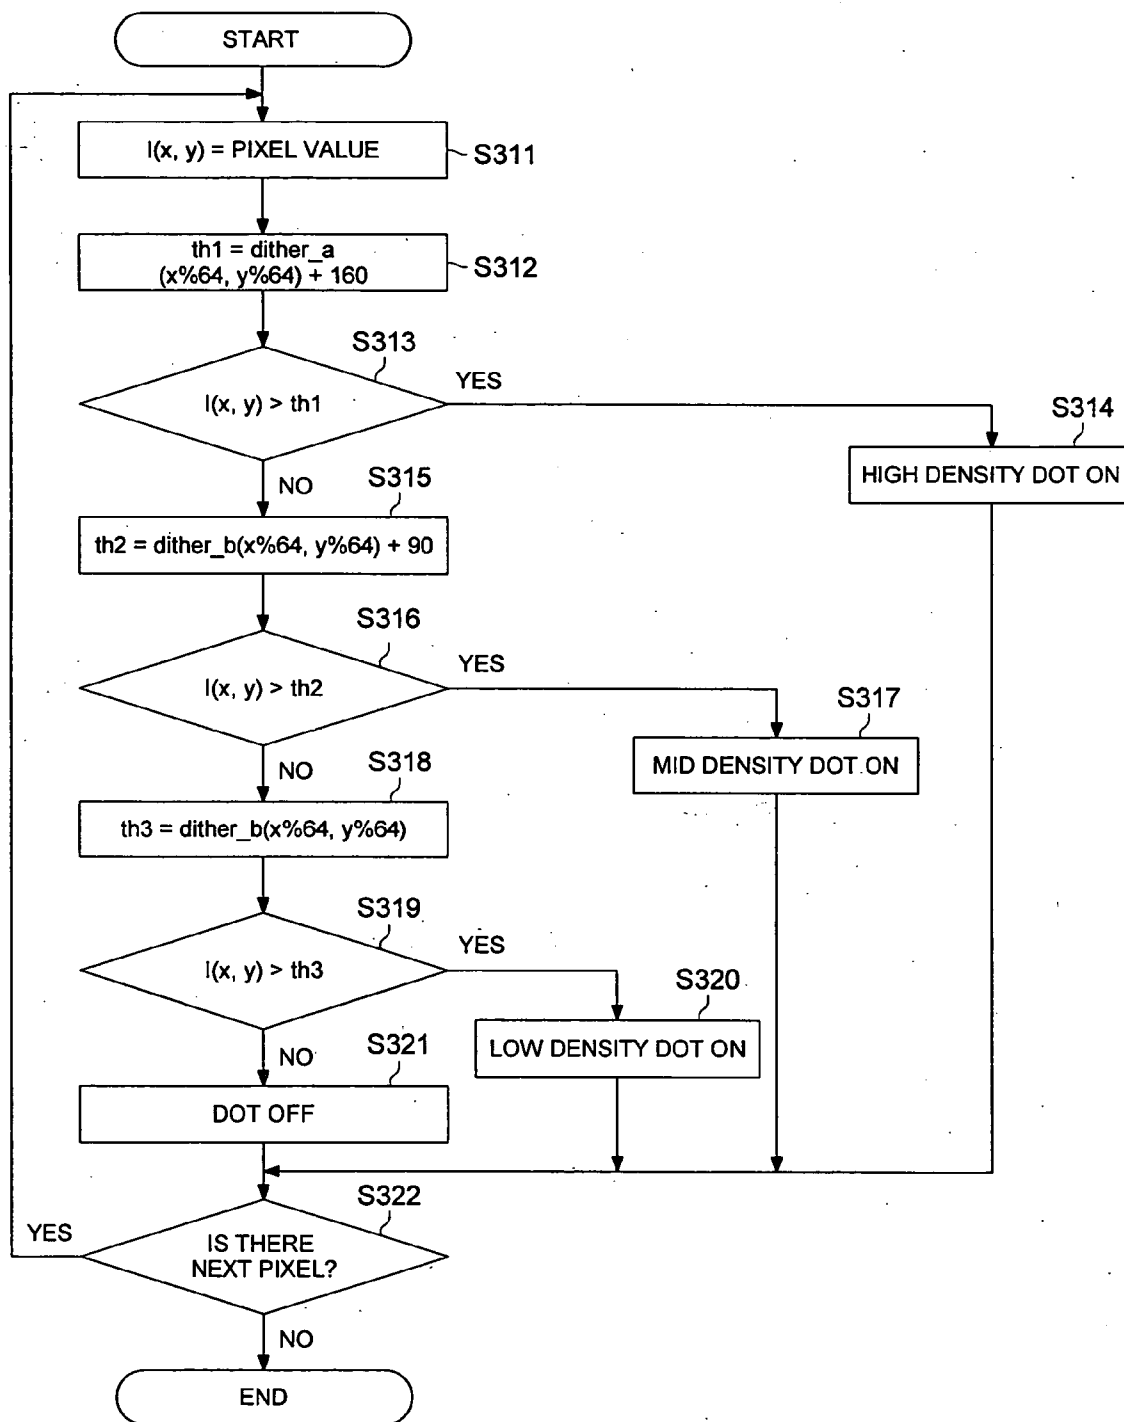 START
I(x, y) = PIXEL VALUE
S311
th1 = dither_a
(x%64, y%64) + 160
S312
S313
I(x, y) > th1
YES
S314
HIGH DENSITY DOT ON
NO
S315
th2 = dither_b(x%64, y%64) + 90
S316
I(x, y) > th2
YES
S317
MID DENSITY DOT ON
NO
S318
th3 = dither_b(x%64, y%64)
S319
I(x, y) > th3
YES
S320
LOW DENSITY DOT ON
NO
S321
DOT OFF
S322
YES
IS THERE
NEXT PIXEL?
NO
END